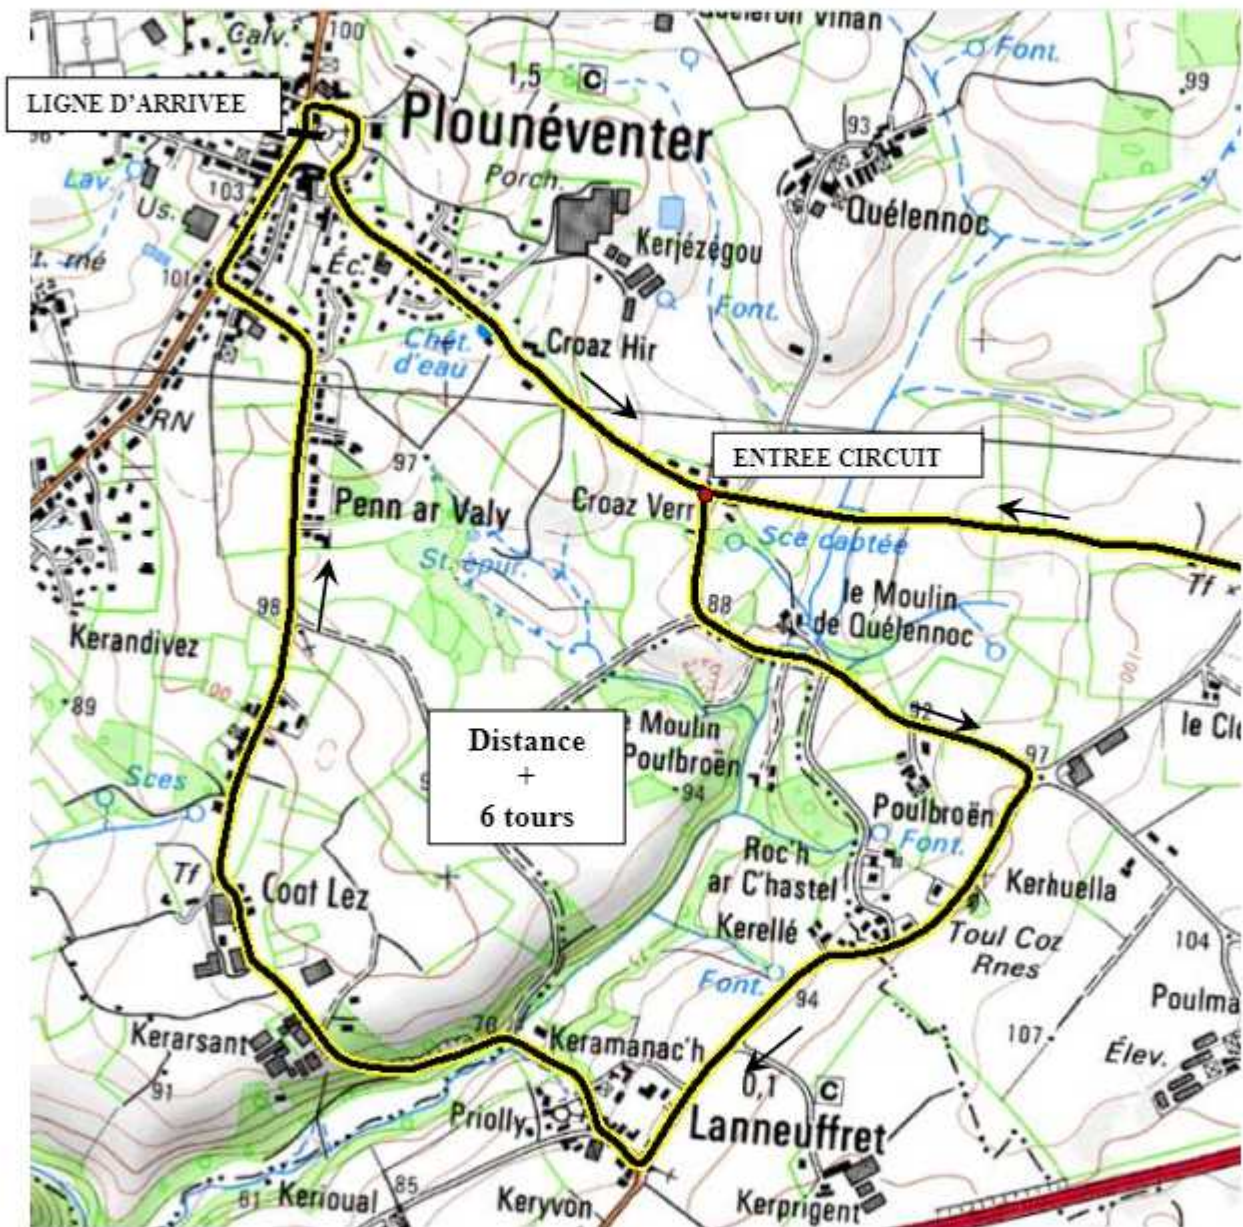 Calv.
100
1,5
C
Font.
99
LIGNE D'ARRIVEE
Plounéventer
93
Lav.
103
Porch.
Us.
Quélennoc
Kerjézégou
101
Éc.
Font.
Chât.
d'eau
Croaz Hir
RN
97
ENTREE CIRCUIT
Croaz Verr
Penn ar Valy
Sce captée
St. épur.
Tf
98
88
le Moulin
de Quélennoc
Kerandivez
100
100
89
92
le Moulin
Poulbroën
97
Distance
+
6 tours
Sces
94
Poulbroën
Font.
Roc'h
ar C'hastel
Kerhuella
Tf
Coat Lez
Kerellé
Toul Coz
Rnes
104
Font.
94
Poulma
70
Kerarsant
Keramanac'h
107
Élev.
91
0,1
C
Priolly
Lanneuffret
61
Kerioual
85
Keryvon
Kerprigent